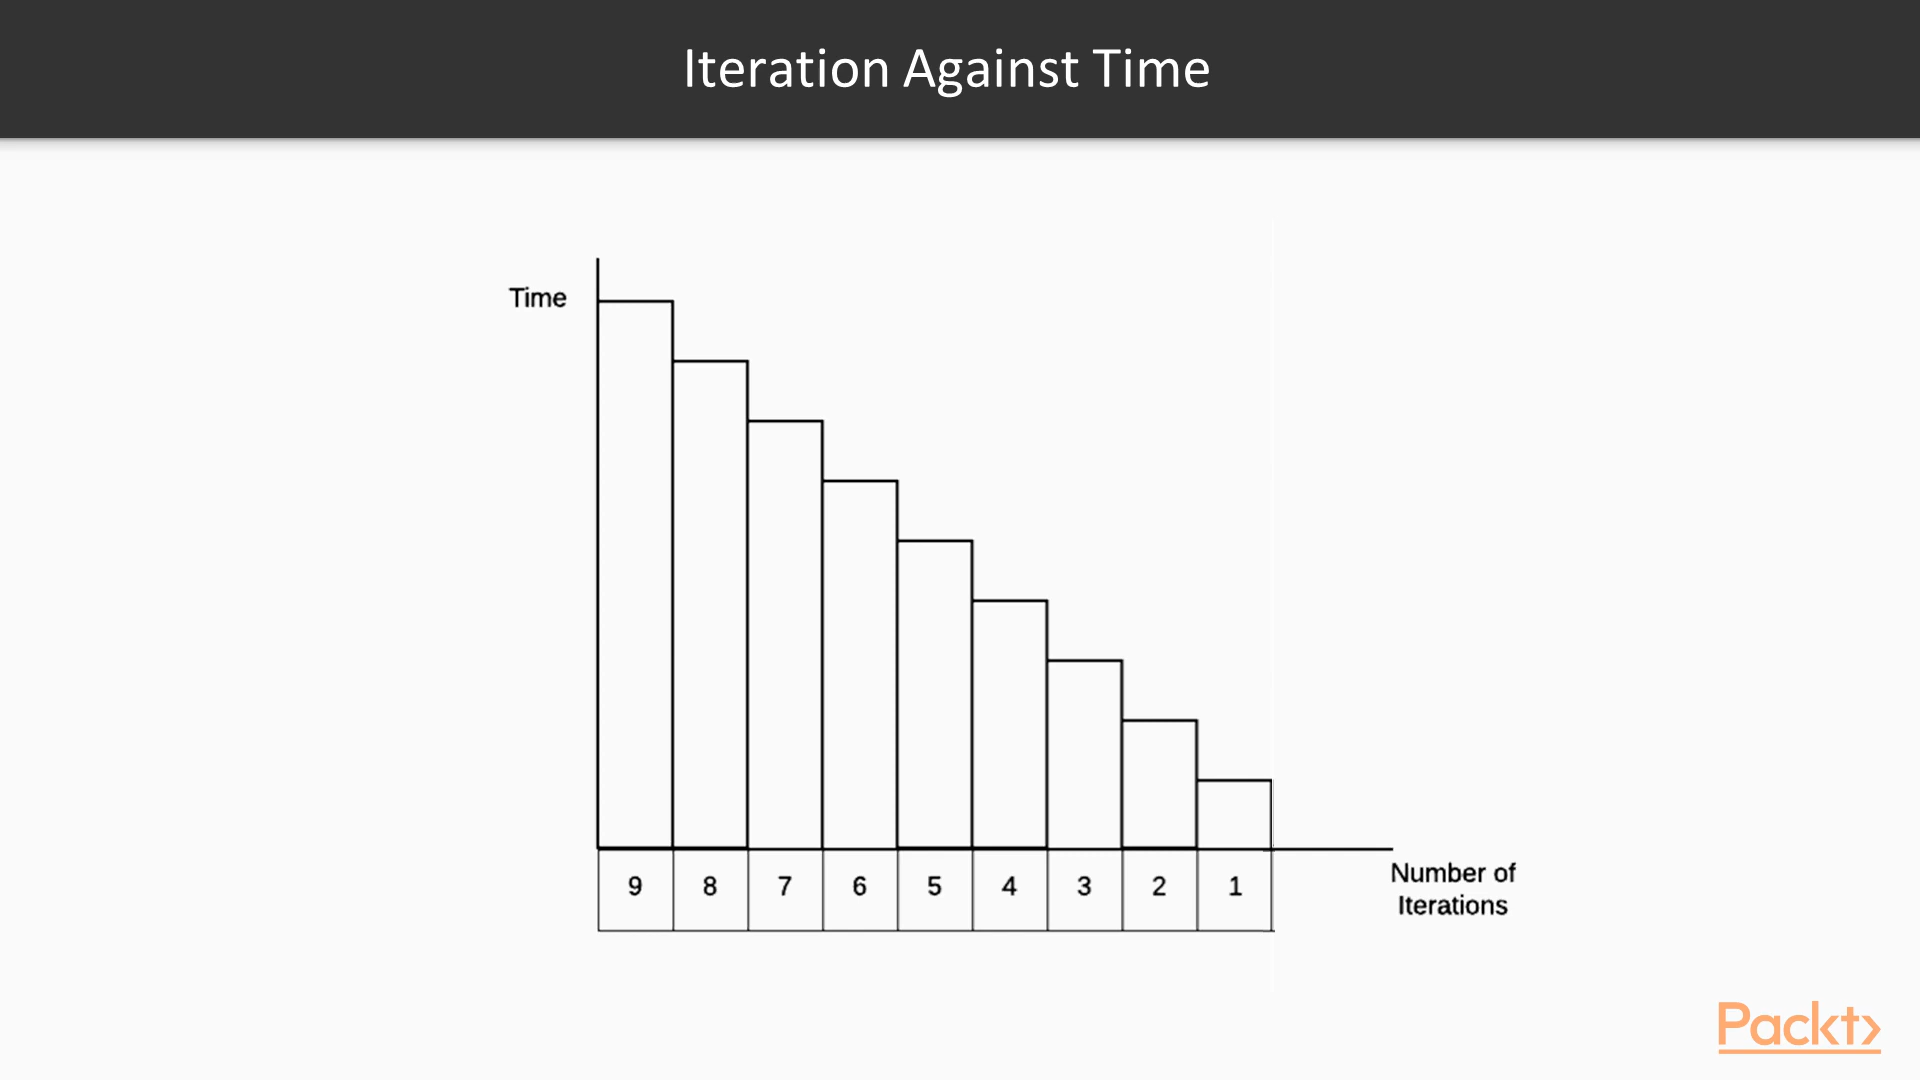 Iteration Against Time
Time
9 8 7 6 5 4 3 2 1
Number of
Iterations
Packt>